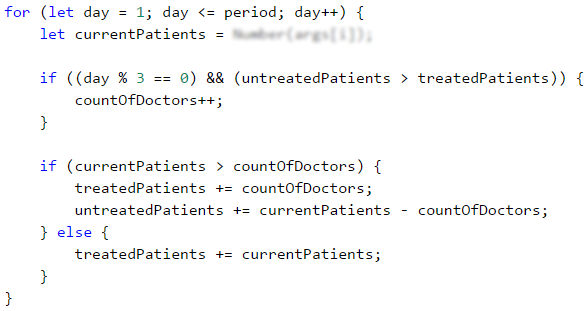 for (let day = 1; day <= period; day++) {
    let currentPatients =
    if ((day % 3 == 0) && (untreatedPatients > treatedPatients)) {
        countOfDoctors++;
    }
    if (currentPatients > countOfDoctors) {
        treatedPatients += countOfDoctors;
        untreatedPatients += currentPatients - countOfDoctors;
    } else {
        treatedPatients += currentPatients;
    }
}